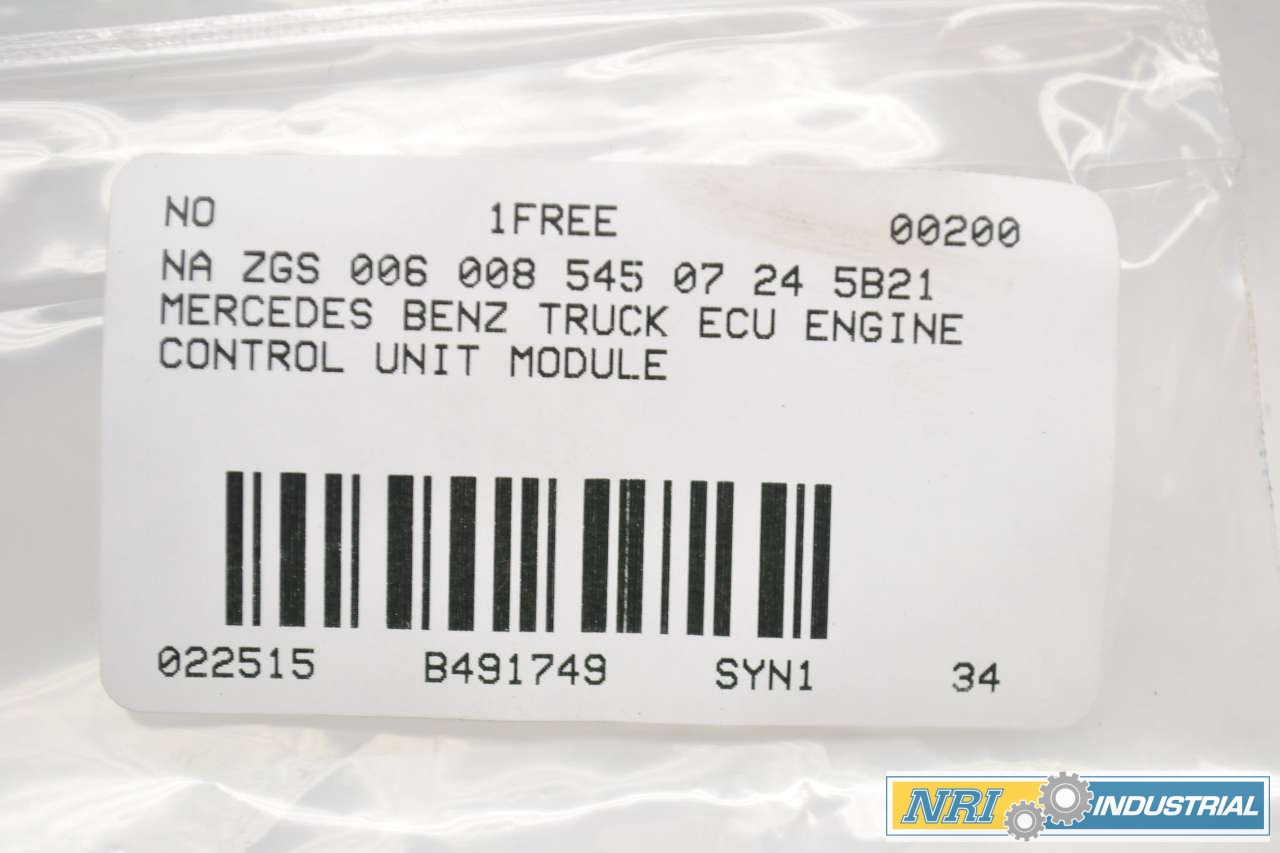 NO 1FREE 00200
NA ZGS 006 008 545 07 24 5B21
MERCEDES BENZ TRUCK ECU ENGINE
CONTROL UNIT MODULE
022515 B491749 SYN1 34
NRI INDUSTRIAL